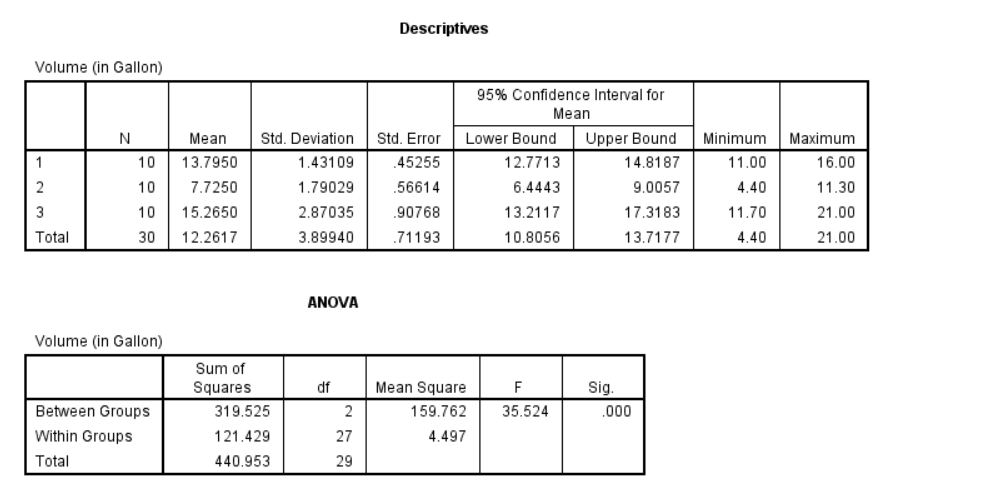 Descriptives
Volume (in Gallon)
95% Confidence Interval for
Mean
N Mean Std. Deviation Std. Error Lower Bound Upper Bound Minimum Maximum
1 10 13.7950 1.43109 .45255 12.7713 14.8187 11.00 16.00
2 10 7.7250 1.79029 .56614 6.4443 9.0057 4.40 11.30
3 10 15.2650 2.87035 .90768 13.2117 17.3183 11.70 21.00
Total 30 12.2617 3.89940 .71193 10.8056 13.7177 4.40 21.00
ANOVA
Volume (in Gallon)
Sum of
Squares df Mean Square F Sig.
Between Groups 319.525 2 159.762 35.524 .000
Within Groups 121.429 27 4.497
Total 440.953 29